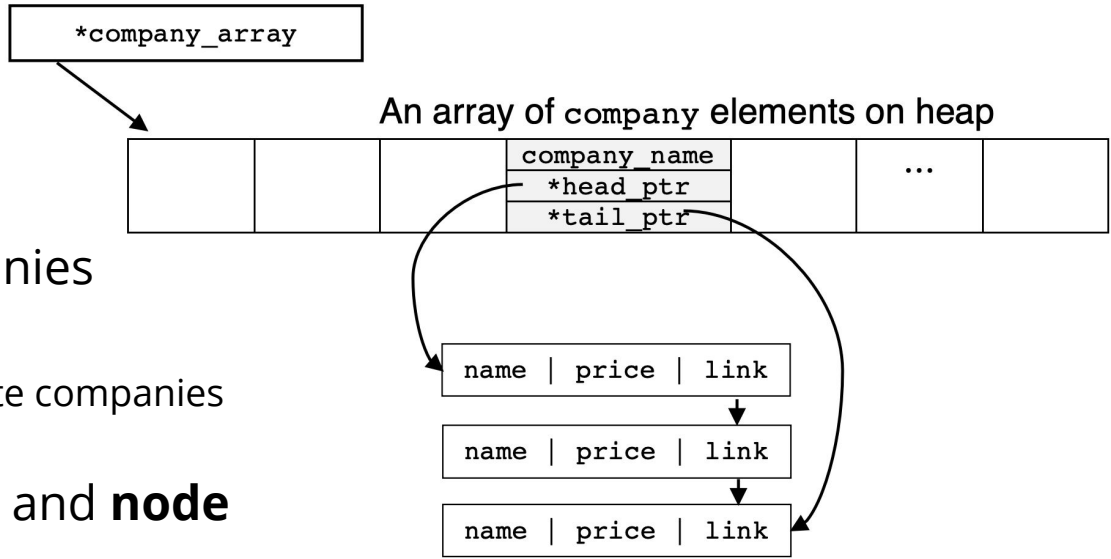 *company_array
An array of company elements on heap
company_name
*head_ptr
*tail_ptr
...
nies
name | price | link
te companies
name | price | link
and node
name | price | link